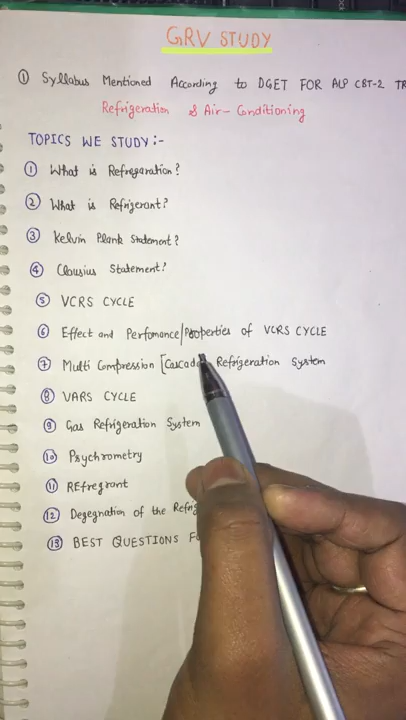 GRV STUDY
① Syllabus Mentioned According to DGET FOR ALP CBT-2 TR
Refrigeration & Air-Conditioning
TOPICS WE STUDY:-
① What is Refregaration?
② What is Refrigerant?
③ Kelvin Plank Statement?
④ Clausius Statement?
⑤ VCRS CYCLE
⑥ Effect and Perfomance/Properties of VCRS CYCLE
⑦ Multi Compression [Cascade Refrigeration System
⑧ VARS CYCLE
⑨ Gas Refrigeration System
⑩ Psychrometry
⑪ REfregrant
⑫ Degegnation of the Refrig
⑬ BEST QUESTIONS F